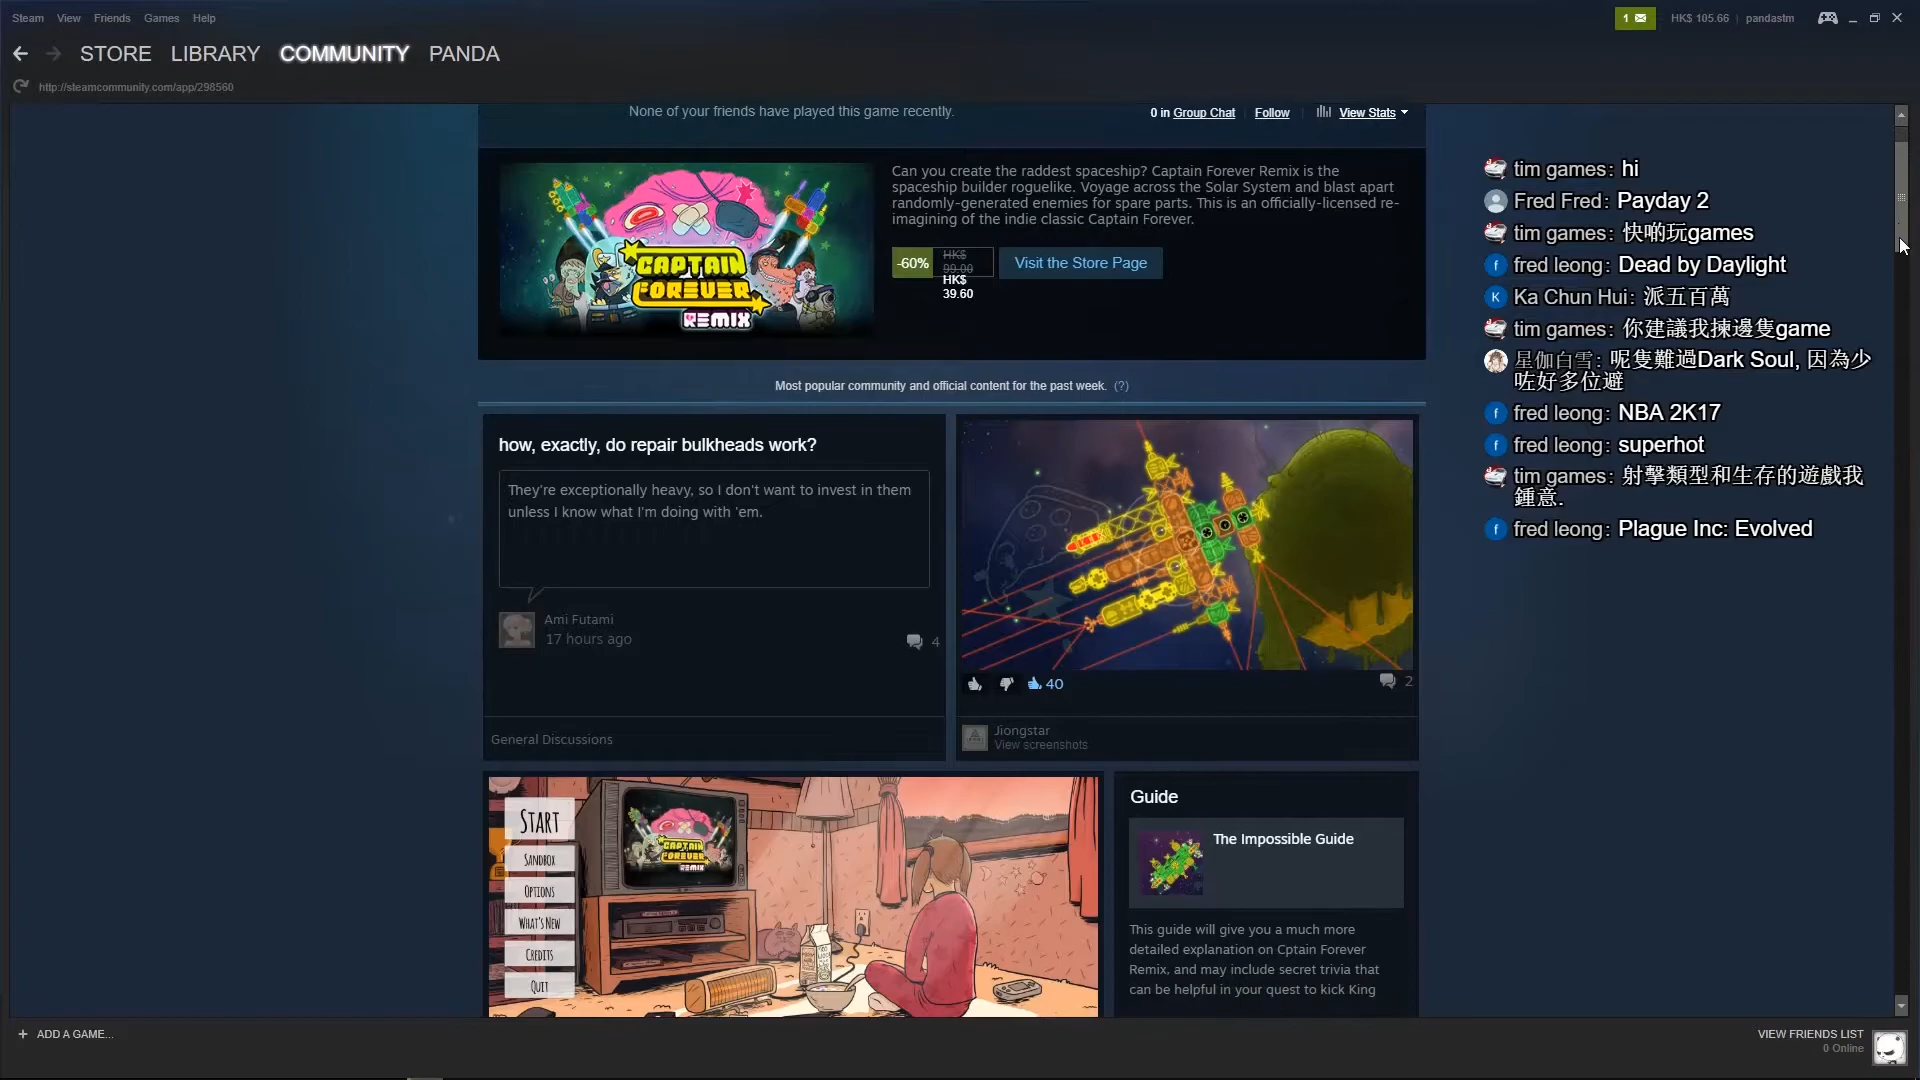 Steam View Friends Games Help
1 HK$ 105.66 | pandastm
STORE LIBRARY COMMUNITY PANDA
http://steamcommunity.com/app/298560
None of your friends have played this game recently.
0 in Group Chat Follow View Stats
CAPTAIN
FOREVER
REMIX
Can you create the raddest spaceship? Captain Forever Remix is the
spaceship builder roguelike. Voyage across the Solar System and blast apart
randomly-generated enemies for spare parts. This is an officially-licensed re-
imagining of the indie classic Captain Forever.
-60%
HK$
99.00
HK$
39.60
Visit the Store Page
Most popular community and official content for the past week. (?)
how, exactly, do repair bulkheads work?
They're exceptionally heavy, so I don't want to invest in them
unless I know what I'm doing with 'em.
Ami Futami
17 hours ago
4
General Discussions
40
2
Jiongstar
View screenshots
START
SANDBOX
OPTIONS
WHAT'S NEW
CREDITS
QUIT
CAPTAIN
FOREVER
REMIX
Guide
The Impossible Guide
This guide will give you a much more
detailed explanation on Cptain Forever
Remix, and may include secret trivia that
can be helpful in your quest to kick King
tim games: hi
Fred Fred: Payday 2
tim games: 快啲玩games
f fred leong: Dead by Daylight
K Ka Chun Hui: 派五百萬
tim games: 你建議我揀邊隻game
星伽白雪: 呢隻難過Dark Soul, 因為少
咗好多位避
f fred leong: NBA 2K17
f fred leong: superhot
tim games: 射擊類型和生存的遊戲我
鍾意.
f fred leong: Plague Inc: Evolved
+ ADD A GAME...
VIEW FRIENDS LIST
0 Online